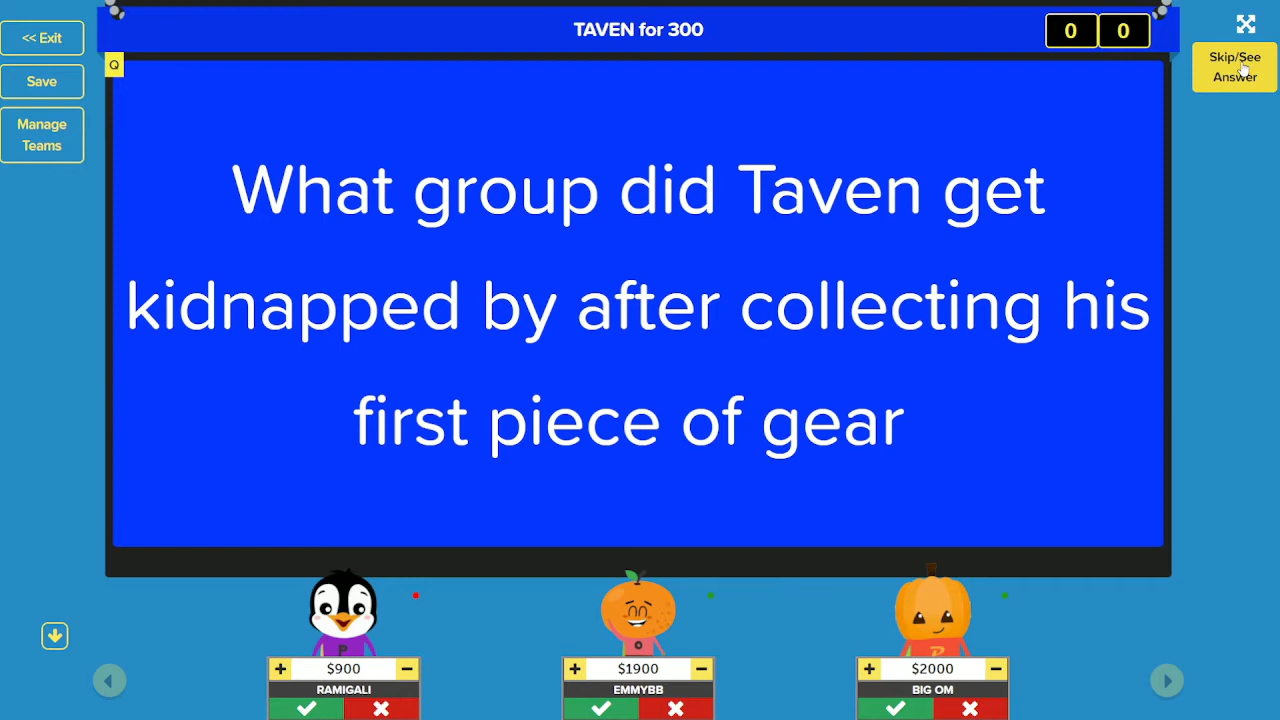 << Exit
Save
Manage
Teams
TAVEN for 300
0 0
Skip/See
Answer
Q
What group did Taven get
kidnapped by after collecting his
first piece of gear
P
O
P
+ $900 −
RAMIGALI
+ $1900 −
EMMYBB
+ $2000 −
BIG OM